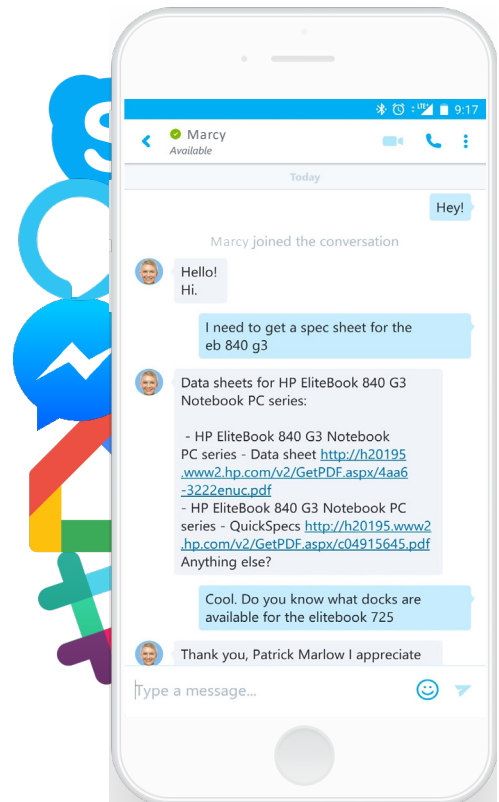 LTE 9:17
Marcy
Available
Today
Hey!
Marcy joined the conversation
Hello!
Hi.
I need to get a spec sheet for the
eb 840 g3
Data sheets for HP EliteBook 840 G3
Notebook PC series:
- HP EliteBook 840 G3 Notebook
PC series - Data sheet http://h20195
.www2.hp.com/v2/GetPDF.aspx/4aa6
-3222enuc.pdf
- HP EliteBook 840 G3 Notebook PC
series - QuickSpecs http://h20195.www2
.hp.com/v2/GetPDF.aspx/c04915645.pdf
Anything else?
Cool. Do you know what docks are
available for the elitebook 725
Thank you, Patrick Marlow I appreciate
Type a message...